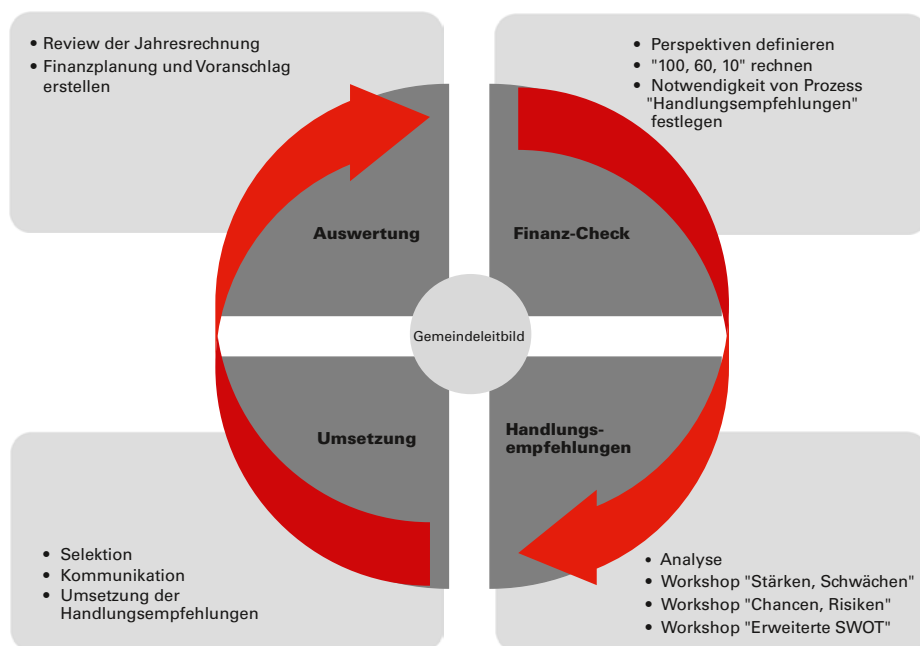 • Review der Jahresrechnung
• Finanzplanung und Voranschlag
erstellen
• Perspektiven definieren
• "100, 60, 10" rechnen
• Notwendigkeit von Prozess
"Handlungsempfehlungen"
festlegen
Auswertung
Finanz-Check
Gemeindeleitbild
Umsetzung
Handlungs-
empfehlungen
• Selektion
• Kommunikation
• Umsetzung der
Handlungsempfehlungen
• Analyse
• Workshop "Stärken, Schwächen"
• Workshop "Chancen, Risiken"
• Workshop "Erweiterte SWOT"